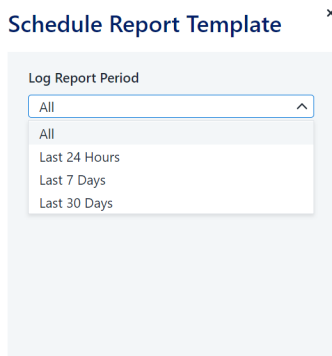 Schedule Report Template
Log Report Period
All
All
Last 24 Hours
Last 7 Days
Last 30 Days